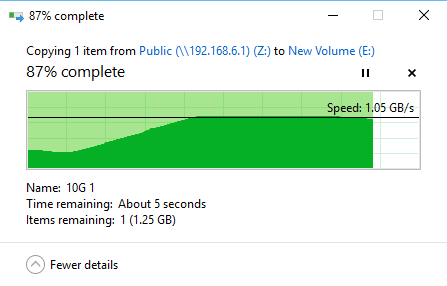 87% complete
Copying 1 item from Public (\\192.168.6.1) (Z:) to New Volume (E:)
87% complete
Speed: 1.05 GB/s
Name: 10G 1
Time remaining: About 5 seconds
Items remaining: 1 (1.25 GB)
Fewer details